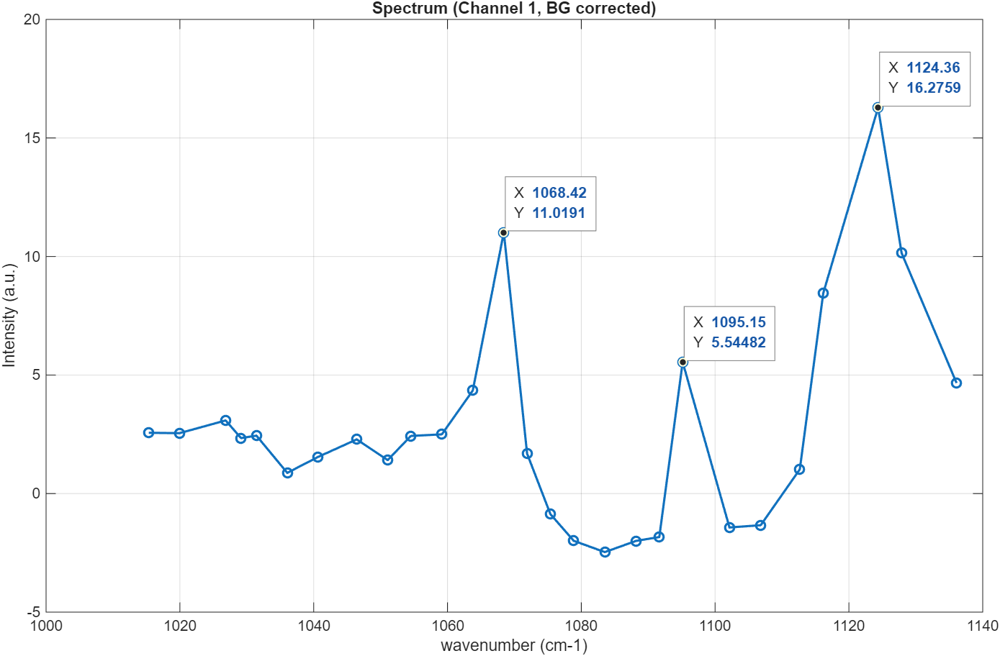 Spectrum (Channel 1, BG corrected)
20
15
10
5
0
-5
Intensity (a.u.)
X 1124.36
Y 16.2759
X 1068.42
Y 11.0191
X 1095.15
Y 5.54482
1000 1020 1040 1060 1080 1100 1120 1140
wavenumber (cm-1)